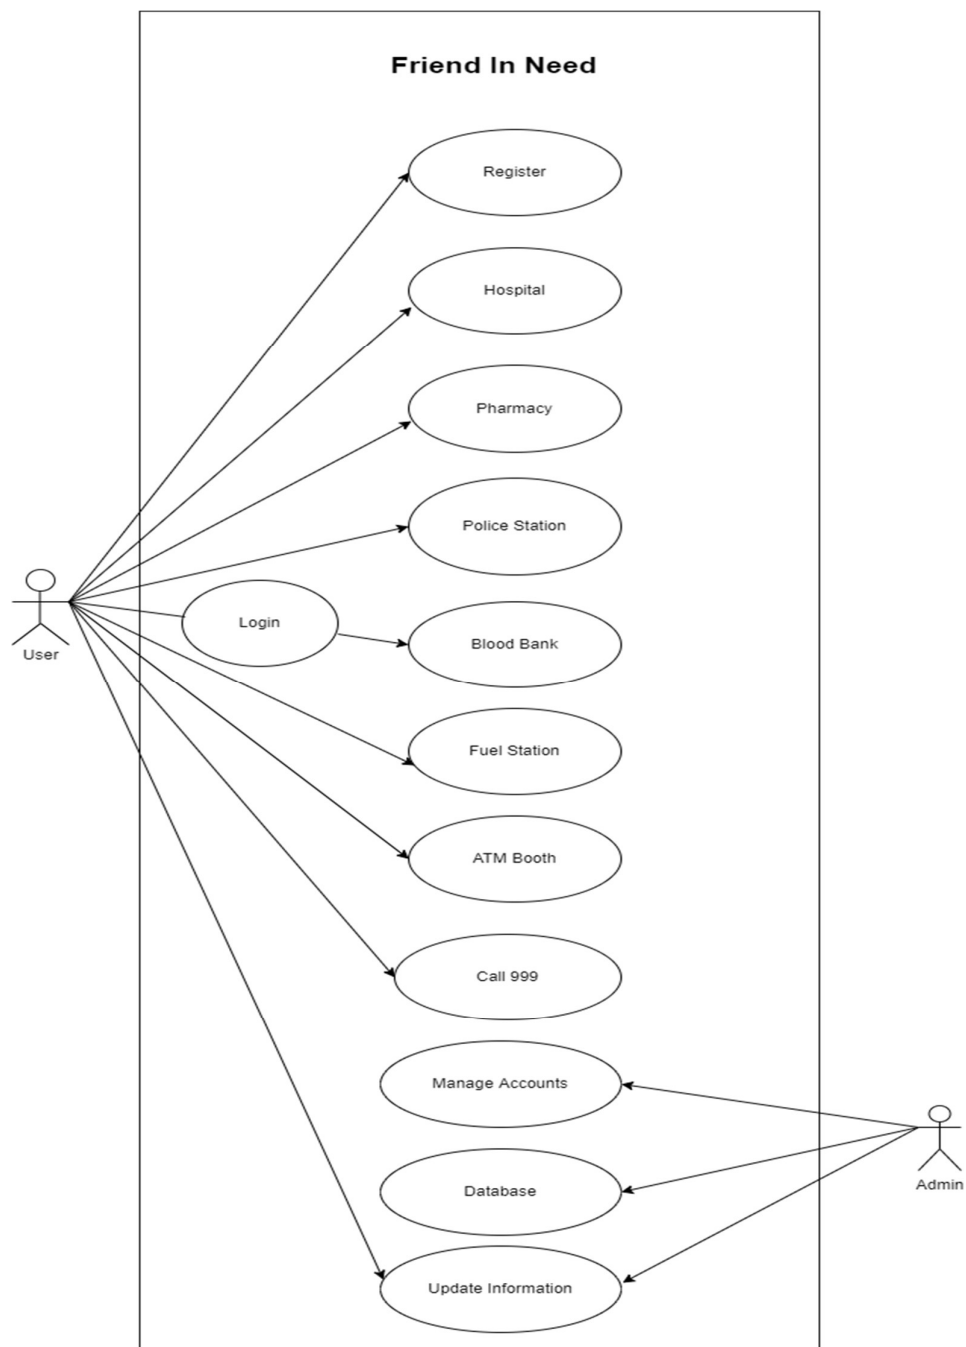 Friend In Need
Register
Hospital
Pharmacy
Police Station
Login
Blood Bank
User
Fuel Station
ATM Booth
Call 999
Manage Accounts
Database
Admin
Update Information